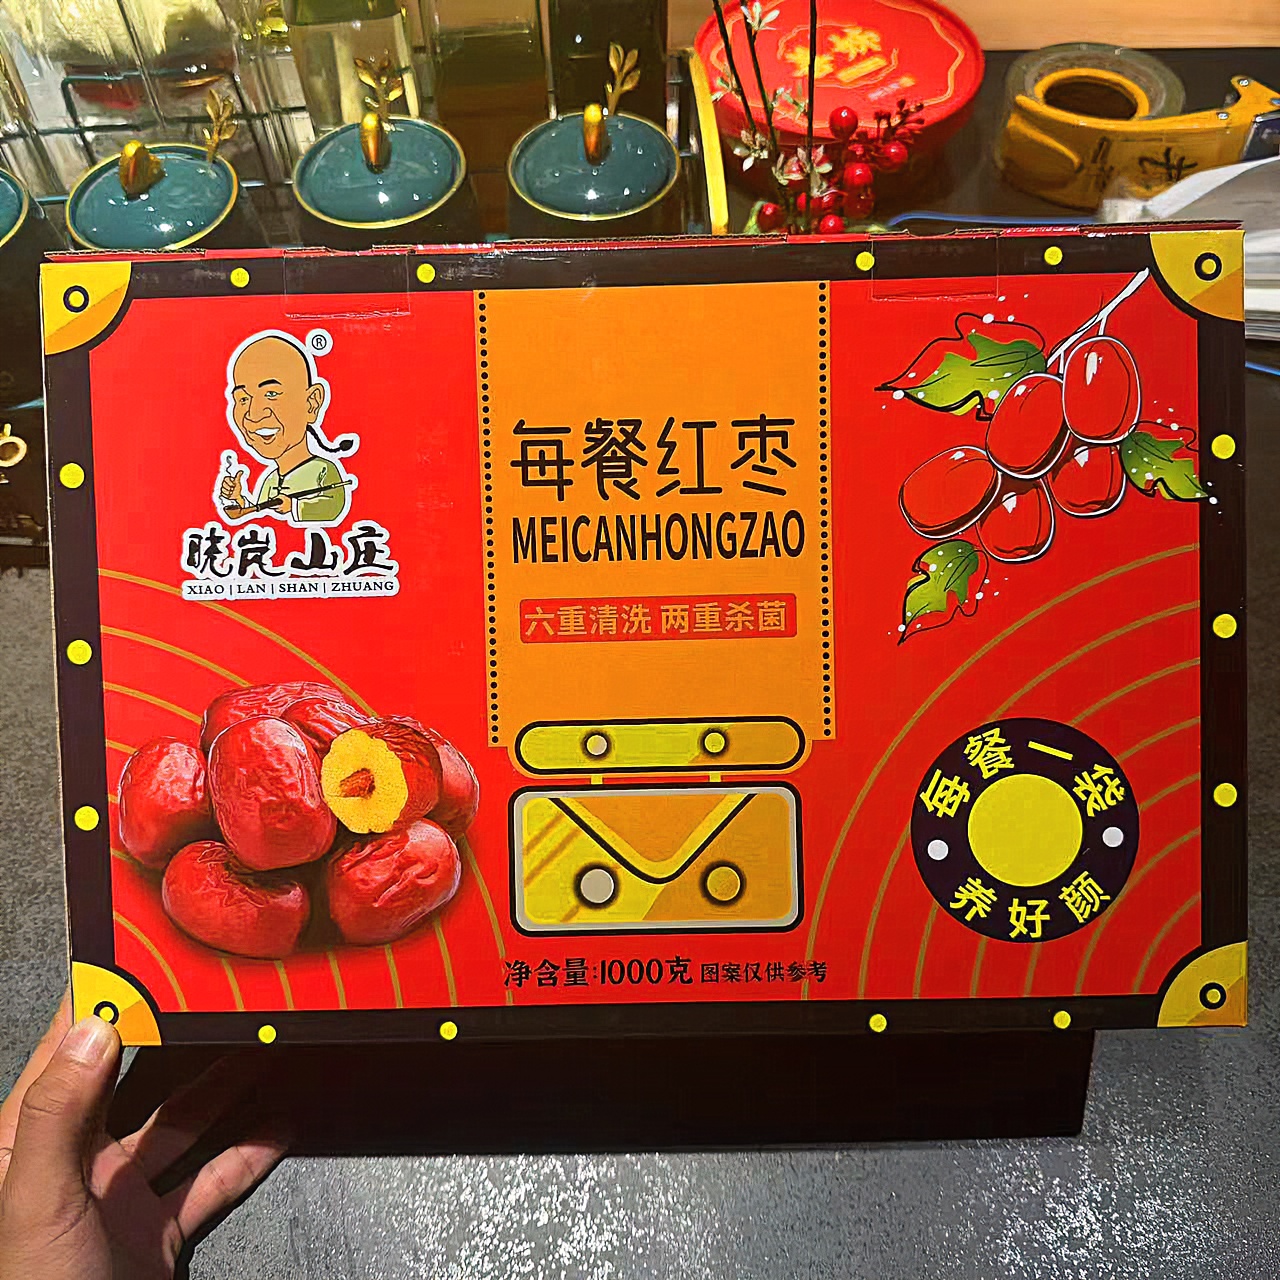 ®
晓岚山庄
XIAO | LAN | SHAN | ZHUANG
每餐红枣
MEICANHONGZAO
六重清洗 两重杀菌
每餐一袋
养好颜
净含量:1000克 图案仅供参考